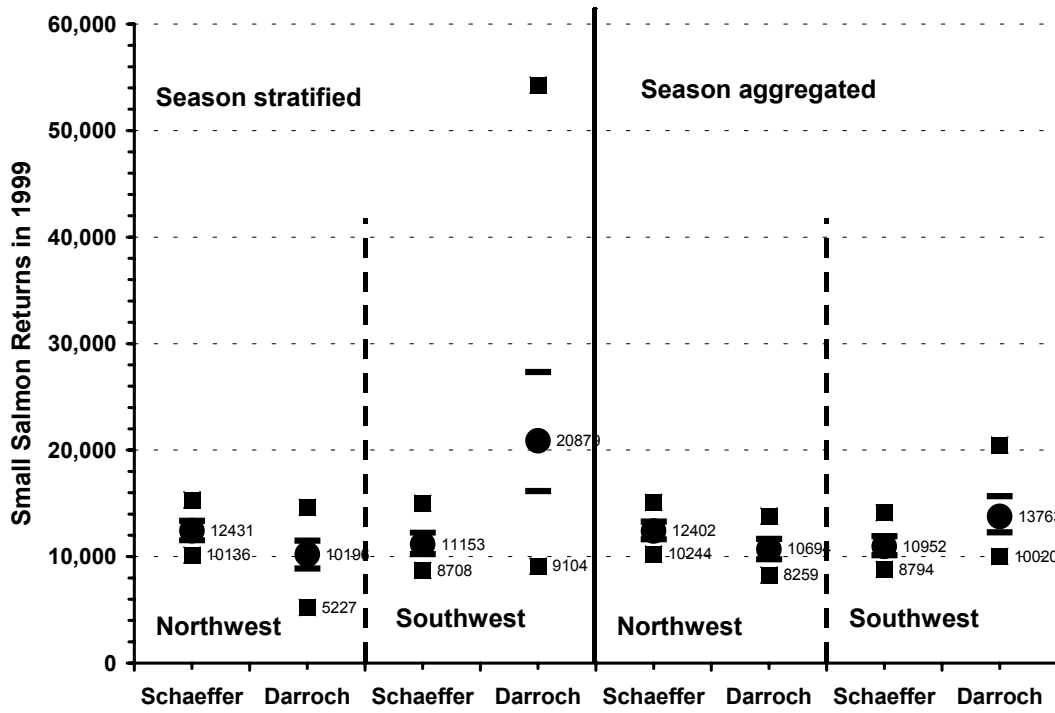 60,000
50,000
40,000
30,000
20,000
10,000
0
Small Salmon Returns in 1999
Season stratified
Season aggregated
12431
10136
10196
5227
11153
8708
20879
9104
12402
10244
10694
8259
10952
8794
13763
10020
Northwest
Southwest
Northwest
Southwest
Schaeffer Darroch Schaeffer Darroch Schaeffer Darroch Schaeffer Darroch